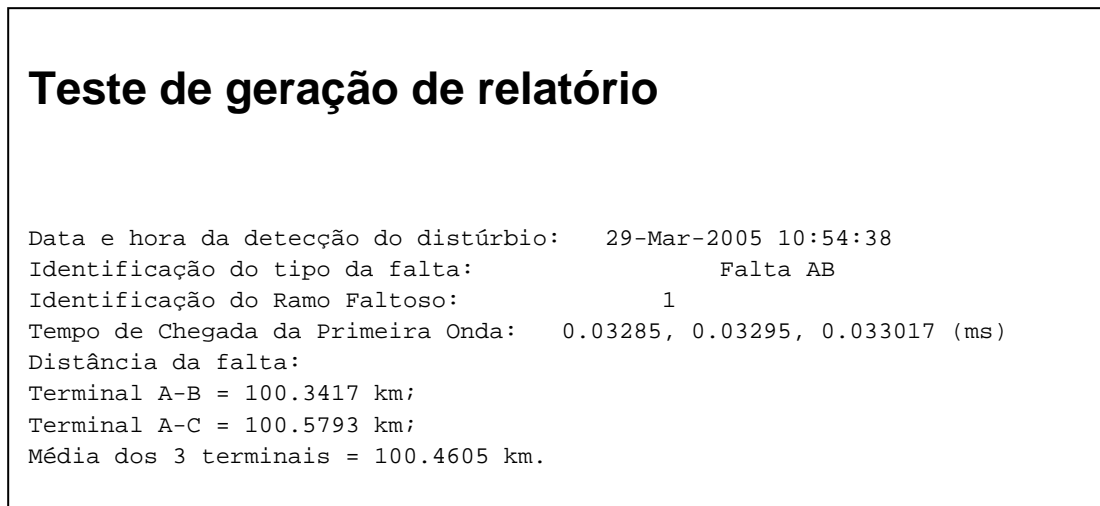 Teste de geração de relatório
Data e hora da detecção do distúrbio: 29-Mar-2005 10:54:38
Identificação do tipo da falta: Falta AB
Identificação do Ramo Faltoso: 1
Tempo de Chegada da Primeira Onda: 0.03285, 0.03295, 0.033017 (ms)
Distância da falta:
Terminal A-B = 100.3417 km;
Terminal A-C = 100.5793 km;
Média dos 3 terminais = 100.4605 km.